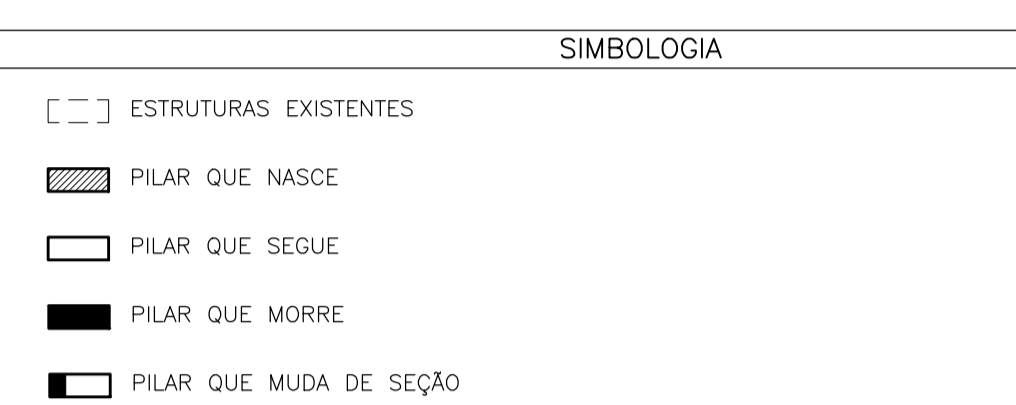 SIMBOLOGIA
ESTRUTURAS EXISTENTES
PILAR QUE NASCE
PILAR QUE SEGUE
PILAR QUE MORRE
PILAR QUE MUDA DE SEÇÃO